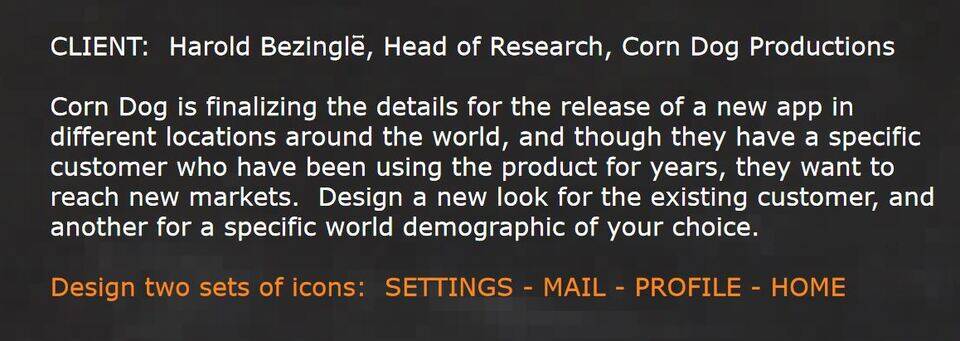 CLIENT:  Harold Bezinglë̄, Head of Research, Corn Dog Productions
Corn Dog is finalizing the details for the release of a new app in
different locations around the world, and though they have a specific
customer who have been using the product for years, they want to
reach new markets.  Design a new look for the existing customer, and
another for a specific world demographic of your choice.
Design two sets of icons:  SETTINGS - MAIL - PROFILE - HOME